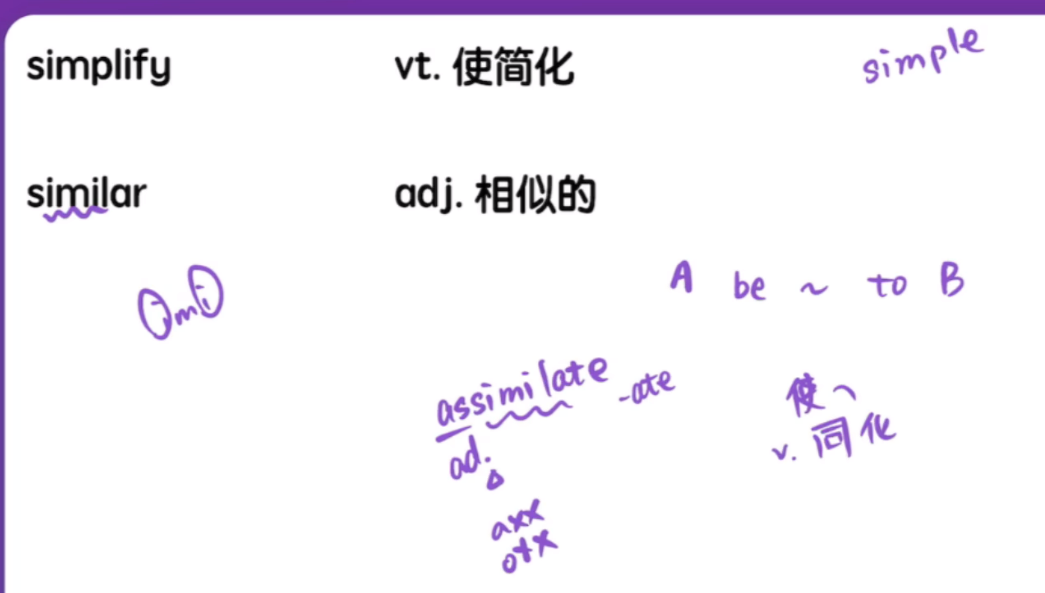 simplify vt. 使简化 simple
similar adj. 相似的
imi
A be ~ to B
assimilate -ate 使
ad. v. 同化
axx